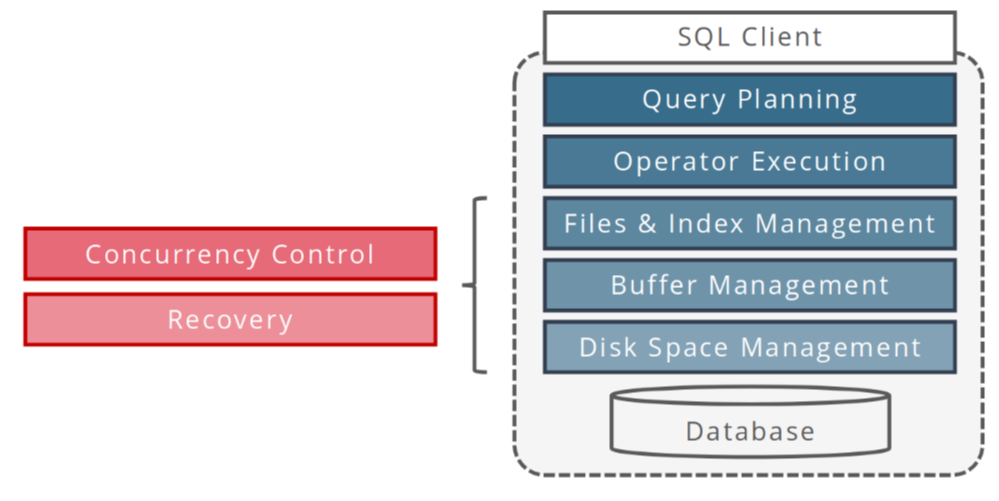 SQL Client
Query Planning
Operator Execution
Files & Index Management
Concurrency Control
Buffer Management
Recovery
Disk Space Management
Database